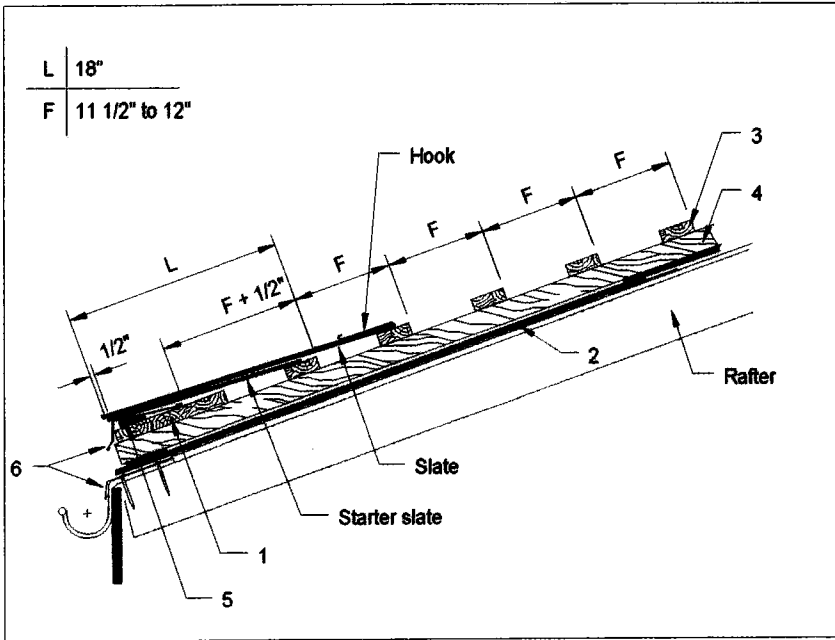 L 18"
F 11 1/2" to 12"
Hook
3
4
F
F
F
F
L
F + 1/2"
1/2"
2
Rafter
6
Slate
Starter slate
1
5